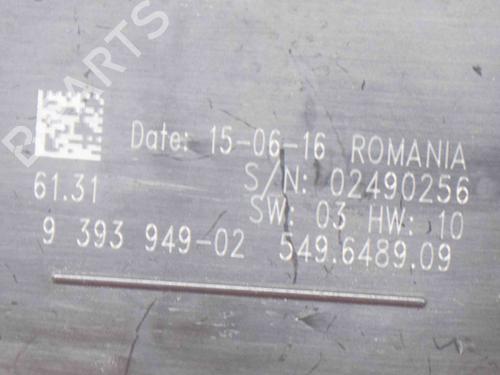 B PARTS
Date: 15-06-16 ROMANIA
61.31 S/N: 02490256
SW: 03 HW: 10
9 393 949-02 549.6489.09